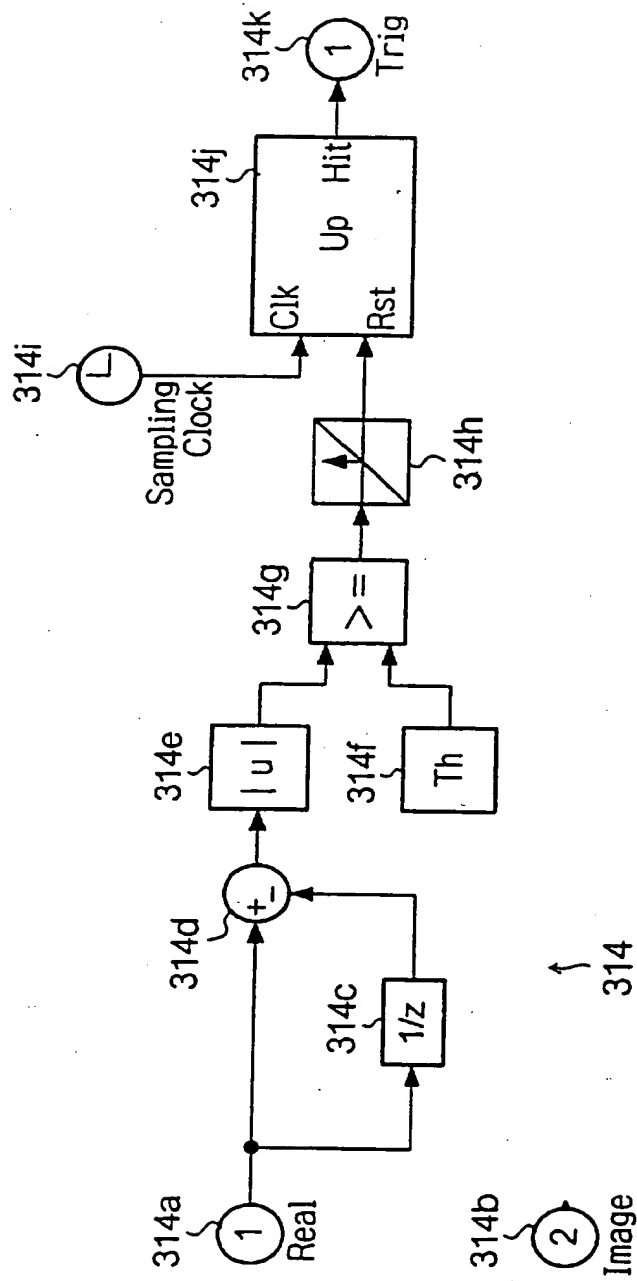 314a
1
Real
314b
2
Image
314c
1/z
314d
+
-
314e
|u|
314f
Th
314g
>=
314h
314i
Sampling
Clock
314j
Clk
Up
Hit
Rst
314k
1
Trig
314